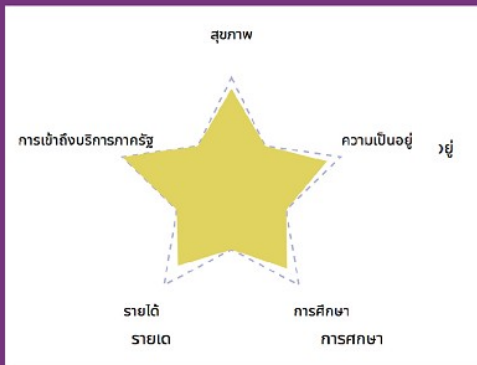 สุขภาพ
การเข้าถึงบริการภาครัฐ
ความเป็นอยู่
อยู่
รายได้
การศึกษา
รายเด
การศกษา